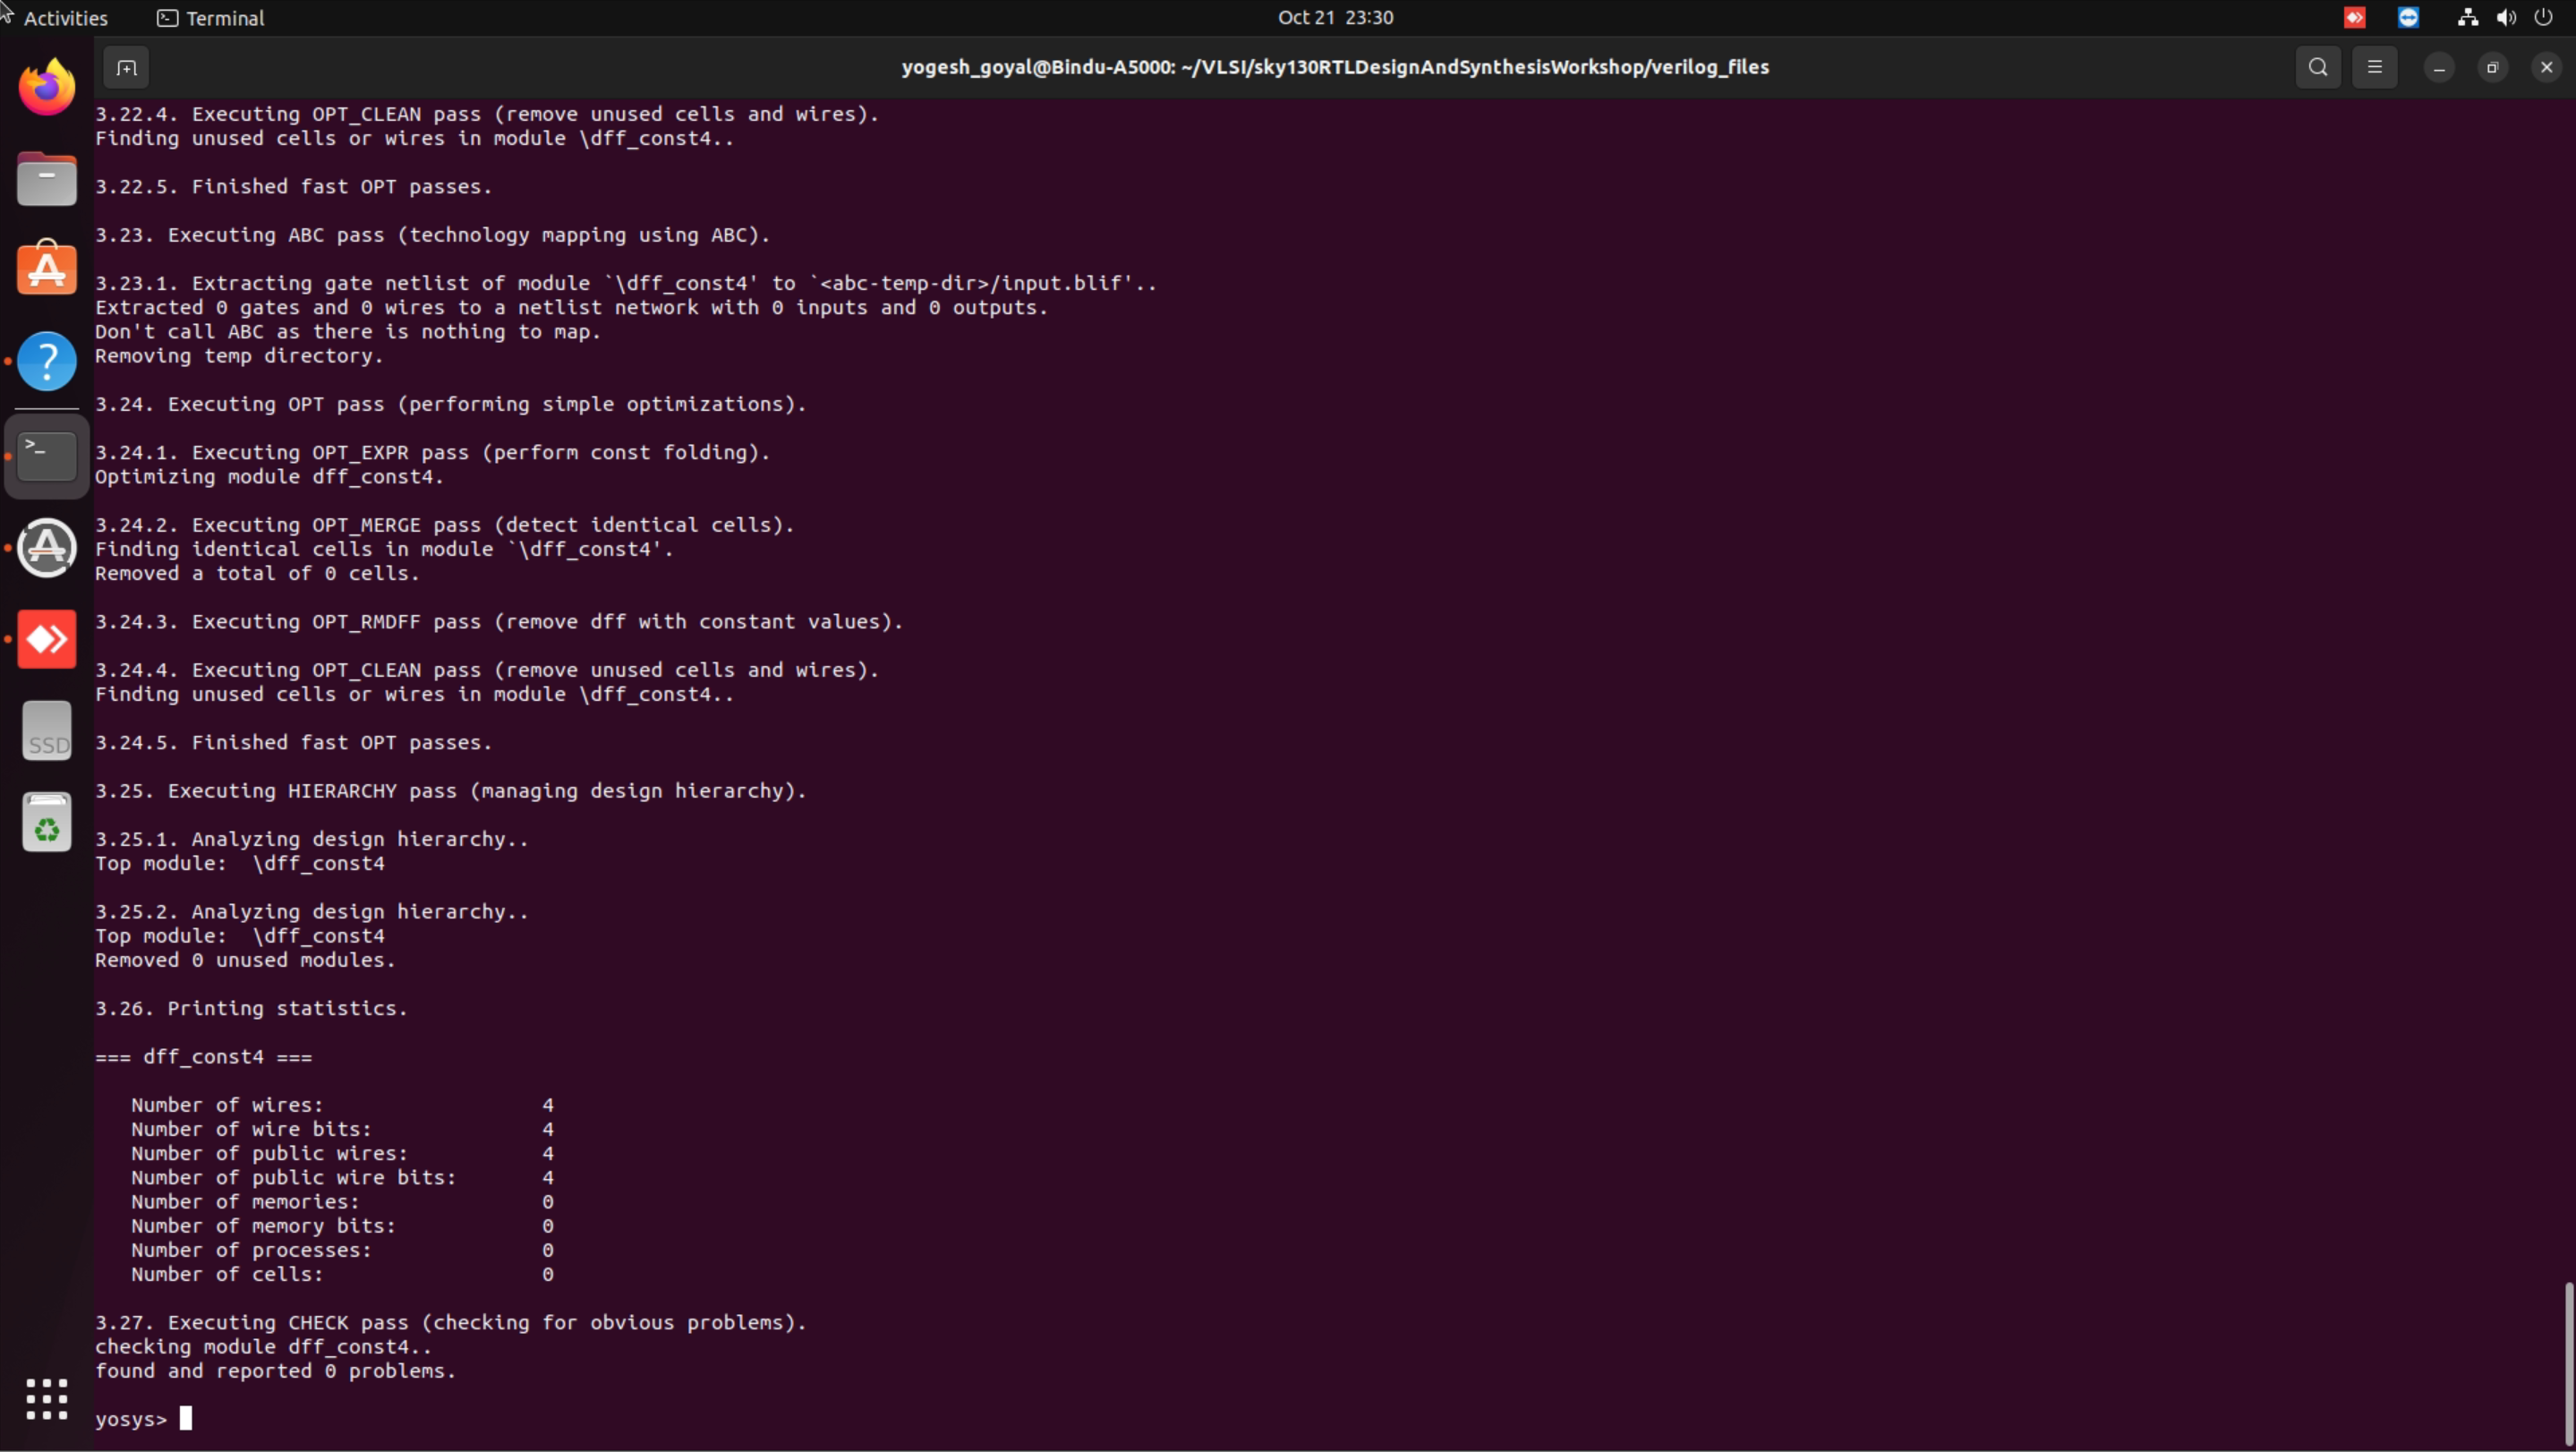 Activities
Terminal
Oct 21 23:30
yogesh_goyal@Bindu-A5000: ~/VLSI/sky130RTLDesignAndSynthesisWorkshop/verilog_files
3.22.4. Executing OPT_CLEAN pass (remove unused cells and wires).
Finding unused cells or wires in module \dff_const4..
3.22.5. Finished fast OPT passes.
3.23. Executing ABC pass (technology mapping using ABC).
3.23.1. Extracting gate netlist of module `\dff_const4' to `<abc-temp-dir>/input.blif'..
Extracted 0 gates and 0 wires to a netlist network with 0 inputs and 0 outputs.
Don't call ABC as there is nothing to map.
Removing temp directory.
3.24. Executing OPT pass (performing simple optimizations).
3.24.1. Executing OPT_EXPR pass (perform const folding).
Optimizing module dff_const4.
3.24.2. Executing OPT_MERGE pass (detect identical cells).
Finding identical cells in module `\dff_const4'.
Removed a total of 0 cells.
3.24.3. Executing OPT_RMDFF pass (remove dff with constant values).
3.24.4. Executing OPT_CLEAN pass (remove unused cells and wires).
Finding unused cells or wires in module \dff_const4..
3.24.5. Finished fast OPT passes.
3.25. Executing HIERARCHY pass (managing design hierarchy).
3.25.1. Analyzing design hierarchy..
Top module:  \dff_const4
3.25.2. Analyzing design hierarchy..
Top module:  \dff_const4
Removed 0 unused modules.
3.26. Printing statistics.
=== dff_const4 ===
Number of wires: 4
Number of wire bits: 4
Number of public wires: 4
Number of public wire bits: 4
Number of memories: 0
Number of memory bits: 0
Number of processes: 0
Number of cells: 0
3.27. Executing CHECK pass (checking for obvious problems).
checking module dff_const4..
found and reported 0 problems.
yosys>
SSD